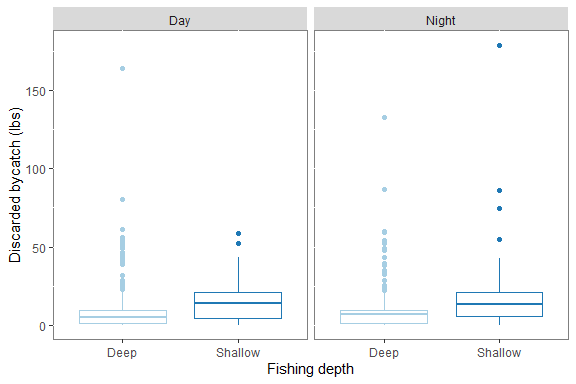 Day Night
Discarded bycatch (lbs)
150
100
50
0
Deep Shallow Deep Shallow
Fishing depth